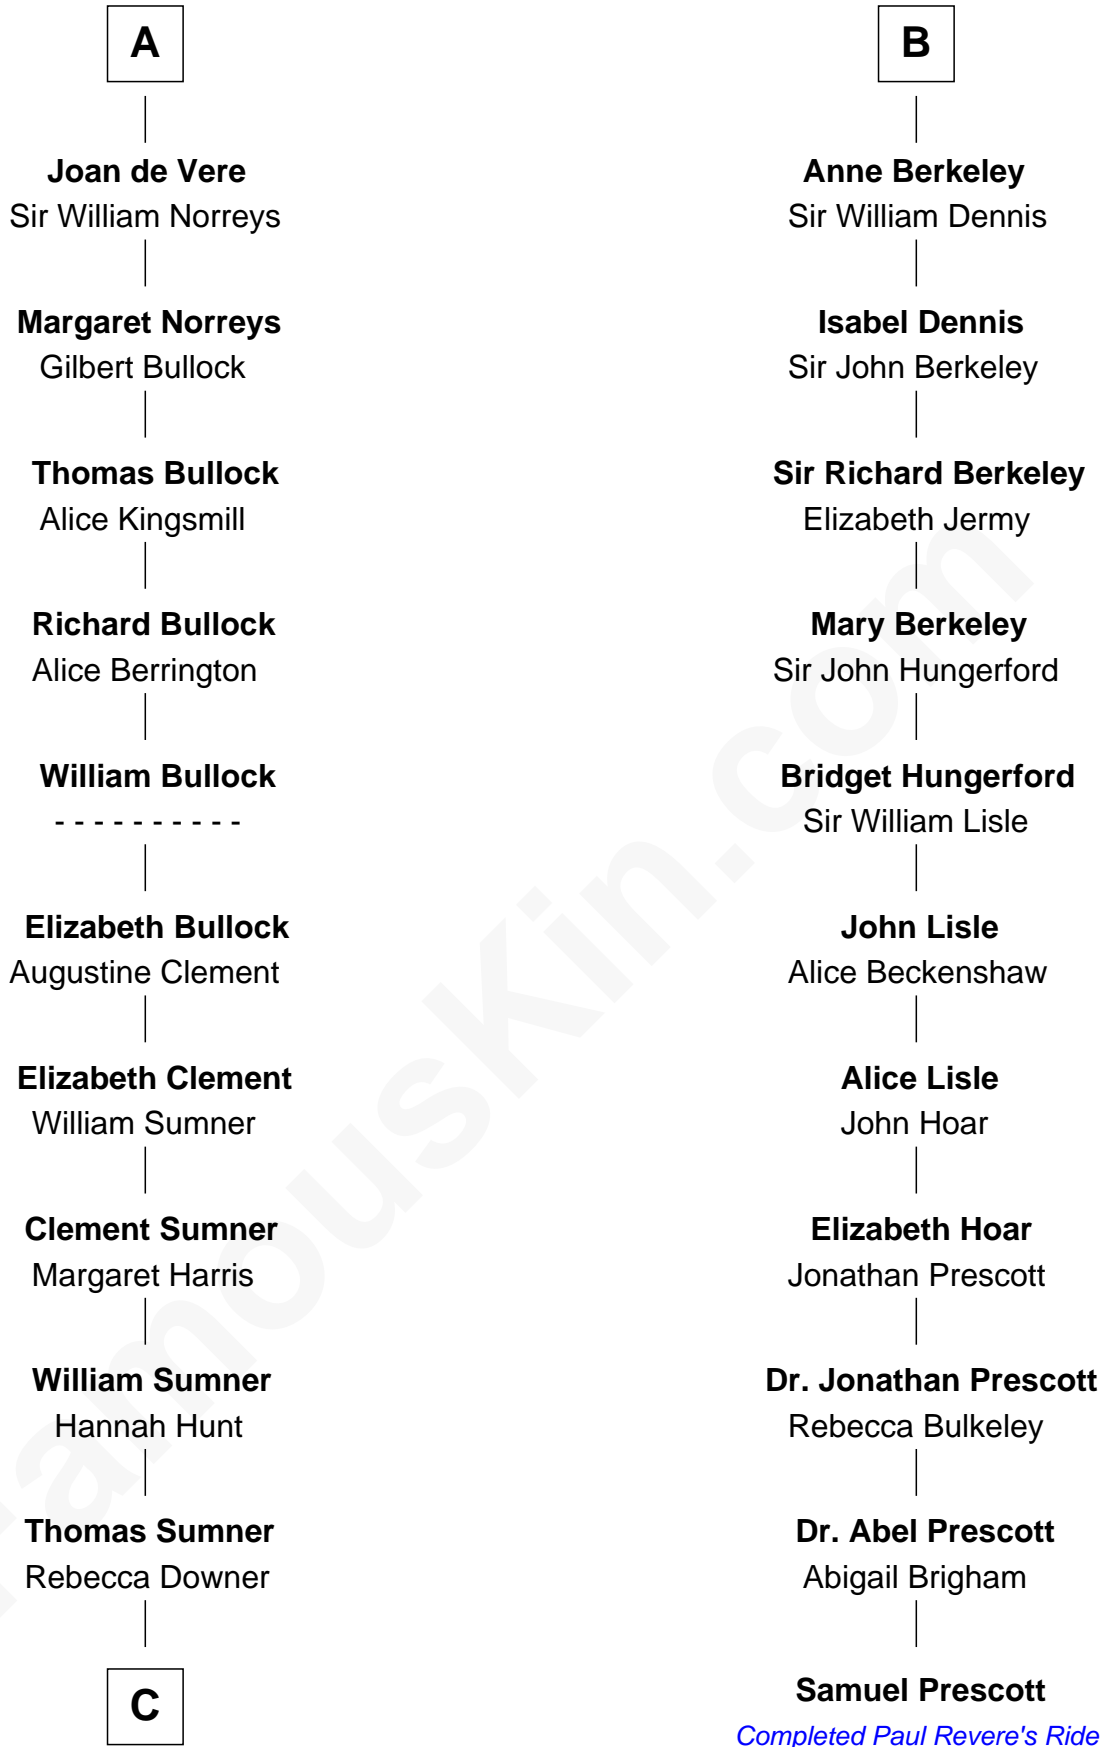 A
Joan de Vere
Sir William Norreys
Margaret Norreys
Gilbert Bullock
Thomas Bullock
Alice Kingsmill
Richard Bullock
Alice Berrington
William Bullock
- - - - - - - - - -
Elizabeth Bullock
Augustine Clement
Elizabeth Clement
William Sumner
Clement Sumner
Margaret Harris
William Sumner
Hannah Hunt
Thomas Sumner
Rebecca Downer
C
B
Anne Berkeley
Sir William Dennis
Isabel Dennis
Sir John Berkeley
Sir Richard Berkeley
Elizabeth Jermy
Mary Berkeley
Sir John Hungerford
Bridget Hungerford
Sir William Lisle
John Lisle
Alice Beckenshaw
Alice Lisle
John Hoar
Elizabeth Hoar
Jonathan Prescott
Dr. Jonathan Prescott
Rebecca Bulkeley
Dr. Abel Prescott
Abigail Brigham
Samuel Prescott
Completed Paul Revere's Ride
FamousKin.com